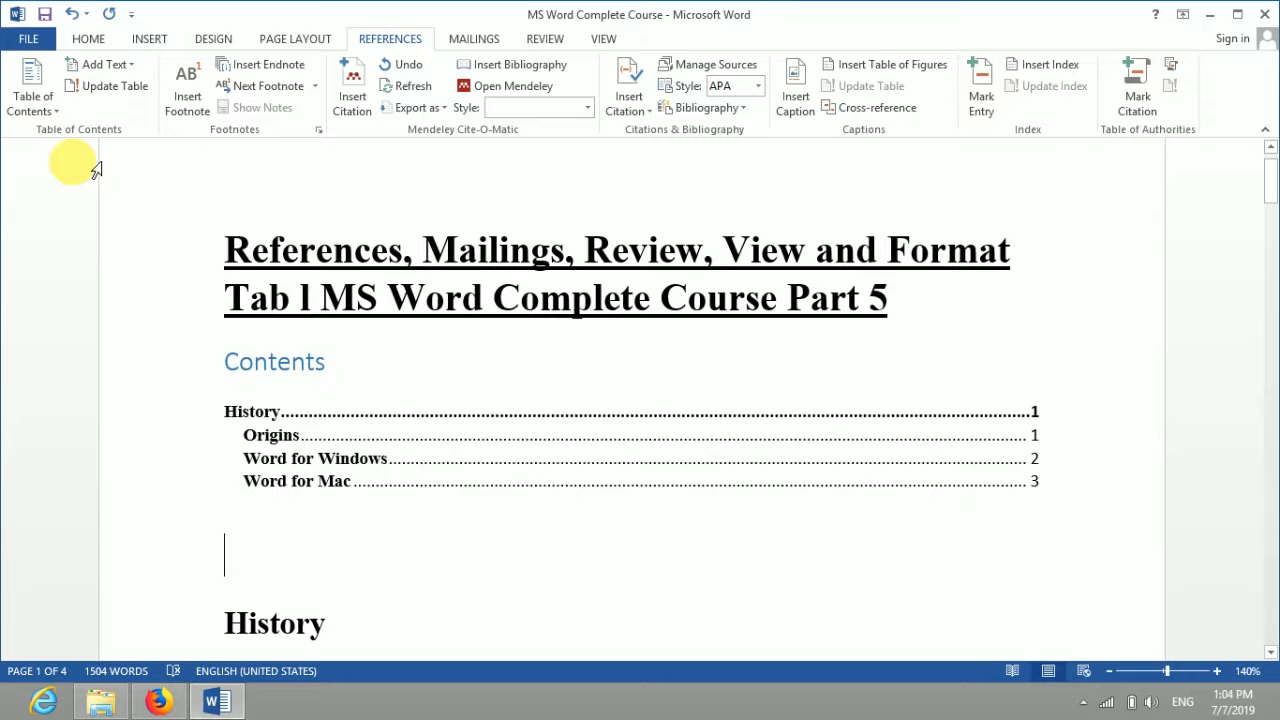 MS Word Complete Course - Microsoft Word
?
FILE HOME INSERT DESIGN PAGE LAYOUT REFERENCES MAILINGS REVIEW VIEW Sign in
Table of Contents
Add Text
Update Table
Table of Contents
AB1 Insert Footnote
Insert Endnote
Next Footnote
Show Notes
Footnotes
Insert Citation
Undo
Refresh
Export as
Insert Bibliography
Open Mendeley
Style:
Mendeley Cite-O-Matic
Insert Citation
Manage Sources
Style: APA
Bibliography
Citations & Bibliography
Insert Caption
Insert Table of Figures
Update Table
Cross-reference
Captions
Mark Entry
Insert Index
Update Index
Index
Mark Citation
Table of Authorities
References, Mailings, Review, View and Format
Tab l MS Word Complete Course Part 5
Contents
History 1
Origins 1
Word for Windows 2
Word for Mac 3
History
PAGE 1 OF 4 1504 WORDS ENGLISH (UNITED STATES) 140%
ENG
1:04 PM
7/7/2019